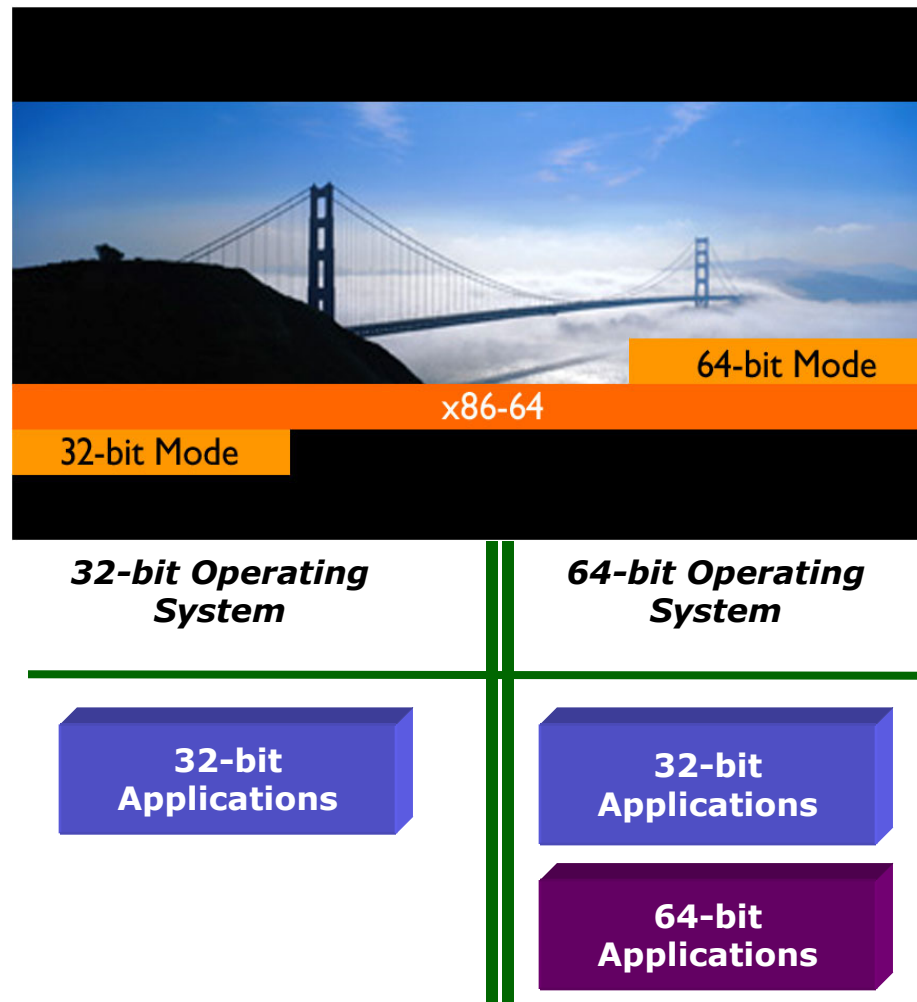 64-bit Mode
x86-64
32-bit Mode
32-bit Operating
System
64-bit Operating
System
32-bit
Applications
32-bit
Applications
64-bit
Applications